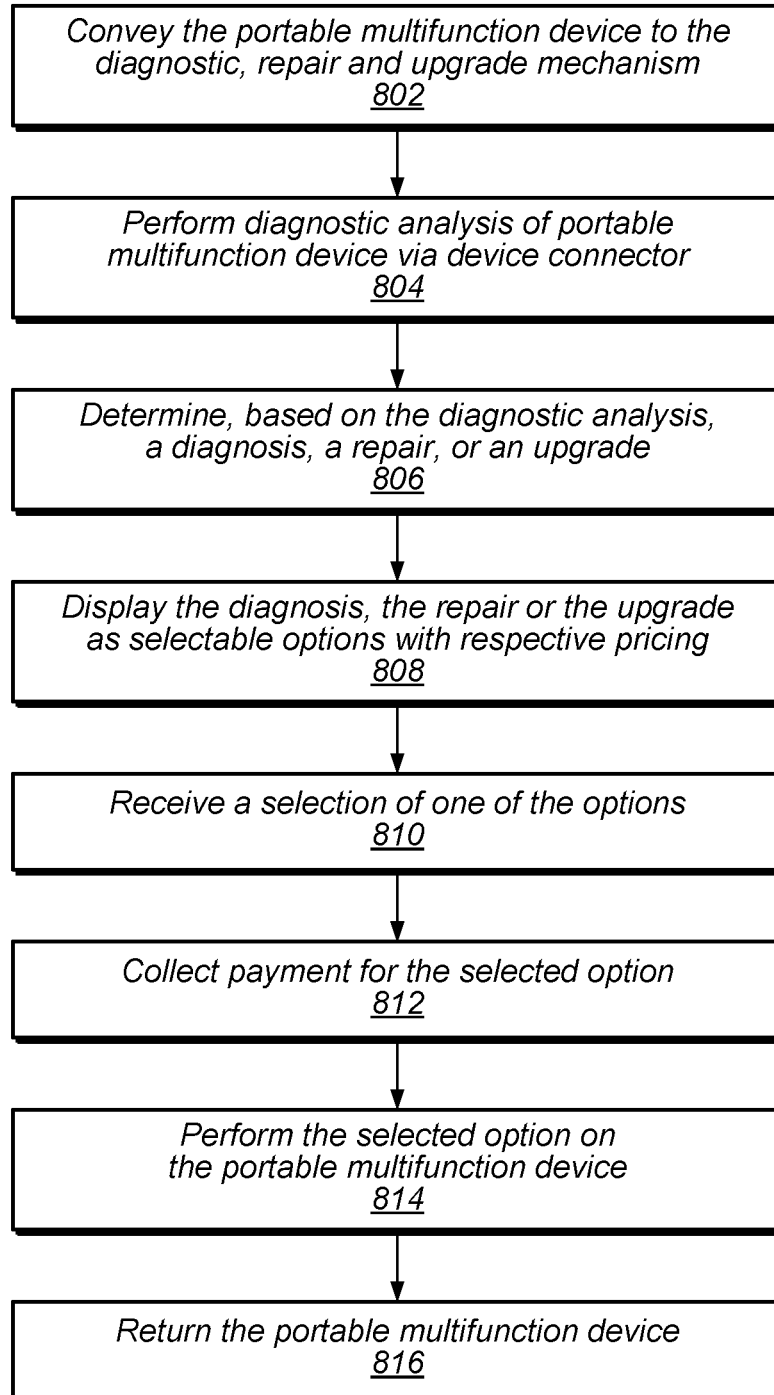 Convey the portable multifunction device to the
diagnostic, repair and upgrade mechanism
802
Perform diagnostic analysis of portable
multifunction device via device connector
804
Determine, based on the diagnostic analysis,
a diagnosis, a repair, or an upgrade
806
Display the diagnosis, the repair or the upgrade
as selectable options with respective pricing
808
Receive a selection of one of the options
810
Collect payment for the selected option
812
Perform the selected option on
the portable multifunction device
814
Return the portable multifunction device
816